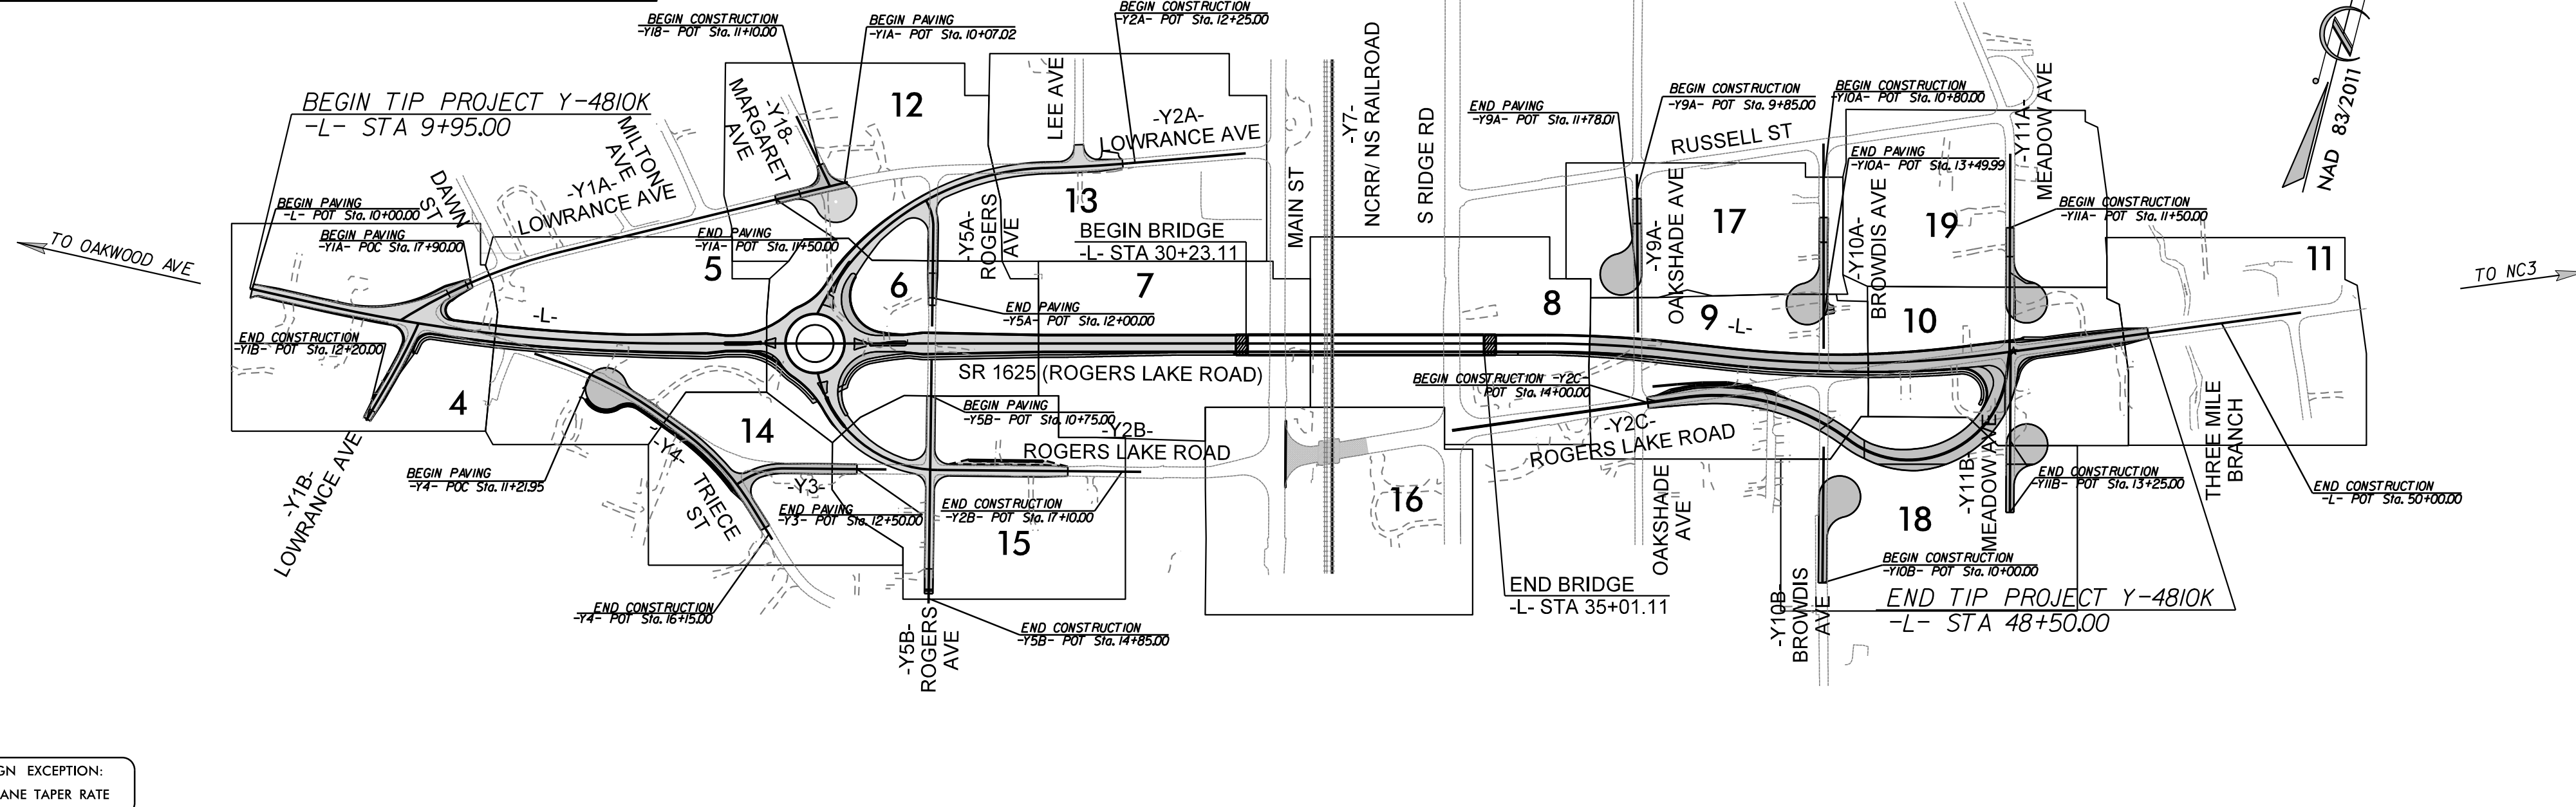 BEGIN CONSTRUCTION
-Y18- POT Sta. 11+10.00
BEGIN PAVING
-Y1A- POT Sta. 10+07.02
BEGIN CONSTRUCTION
-Y2A- POT Sta. 12+25.00
BEGIN TIP PROJECT Y-4810K
-L- STA 9+95.00
MILTON
AVE
MARGARET
AVE
-Y18-
12
LEE AVE
-Y2A-
LOWRANCE AVE
MAIN ST
-Y7-
NCRR/ NS RAILROAD
S RIDGE RD
END PAVING
-Y9A- POT Sta. 11+78.01
BEGIN CONSTRUCTION
-Y9A- POT Sta. 9+85.00
BEGIN CONSTRUCTION
-Y10A- POT Sta. 10+80.00
RUSSELL ST
END PAVING
-Y10A- POT Sta. 13+49.99
-Y11A-
MEADOW AVE
NAD 83/2011
DAWN
ST
-Y1A-
LOWRANCE AVE
BEGIN PAVING
-L- POT Sta. 10+00.00
BEGIN PAVING
-Y1A- POC Sta. 17+90.00
END PAVING
-Y1A- POT Sta. 11+50.00
TO OAKWOOD AVE
13
-Y5A-
ROGERS
AVE
BEGIN BRIDGE
-L- STA 30+23.11
-Y9A-
OAKSHADE AVE
17
-Y10A-
BROWDIS AVE
19
BEGIN CONSTRUCTION
-Y11A- POT Sta. 11+50.00
11
TO NC3
5
6
7
8
9
-L-
10
-L-
END PAVING
-Y5A- POT Sta. 12+00.00
END CONSTRUCTION
-Y1B- POT Sta. 12+20.00
SR 1625 (ROGERS LAKE ROAD)
BEGIN CONSTRUCTION -Y2C-
POT Sta. 14+00.00
4
14
BEGIN PAVING
-Y5B- POT Sta. 10+75.00
-Y2B-
ROGERS LAKE ROAD
-Y2C-
ROGERS LAKE ROAD
-Y1B-
LOWRANCE AVE
BEGIN PAVING
-Y4- POC Sta. 11+21.95
-Y4-
TRIECE
ST
-Y3-
END PAVING
-Y3- POT Sta. 12+50.00
END CONSTRUCTION
-Y2B- POT Sta. 17+10.00
15
16
OAKSHADE
AVE
18
-Y11B-
MEADOW AVE
END CONSTRUCTION
-Y11B- POT Sta. 13+25.00
THREE MILE
BRANCH
END CONSTRUCTION
-L- POT Sta. 50+00.00
END CONSTRUCTION
-Y4- POT Sta. 16+15.00
-Y5B-
ROGERS
AVE
END CONSTRUCTION
-Y5B- POT Sta. 14+85.00
END BRIDGE
-L- STA 35+01.11
-Y10B-
BROWDIS
AVE
BEGIN CONSTRUCTION
-Y10B- POT Sta. 10+00.00
END TIP PROJECT Y-4810K
-L- STA 48+50.00
GN EXCEPTION:
ANE TAPER RATE